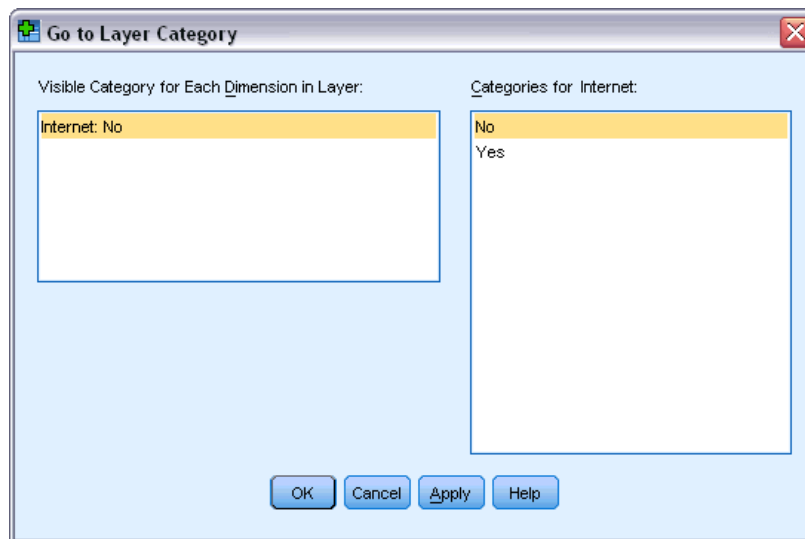 Go to Layer Category
Visible Category for Each Dimension in Layer:
Internet: No
Categories for Internet:
No
Yes
OK
Cancel
Apply
Help